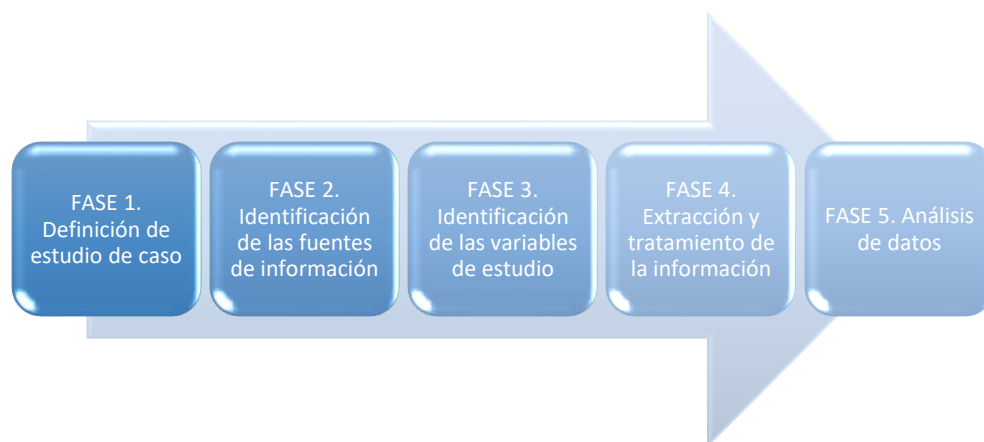 FASE 1.
Definición de
estudio de caso
FASE 2.
Identificación
de las fuentes
de información
FASE 3.
Identificación
de las variables
de estudio
FASE 4.
Extracción y
tratamiento de
la información
FASE 5. Análisis
de datos